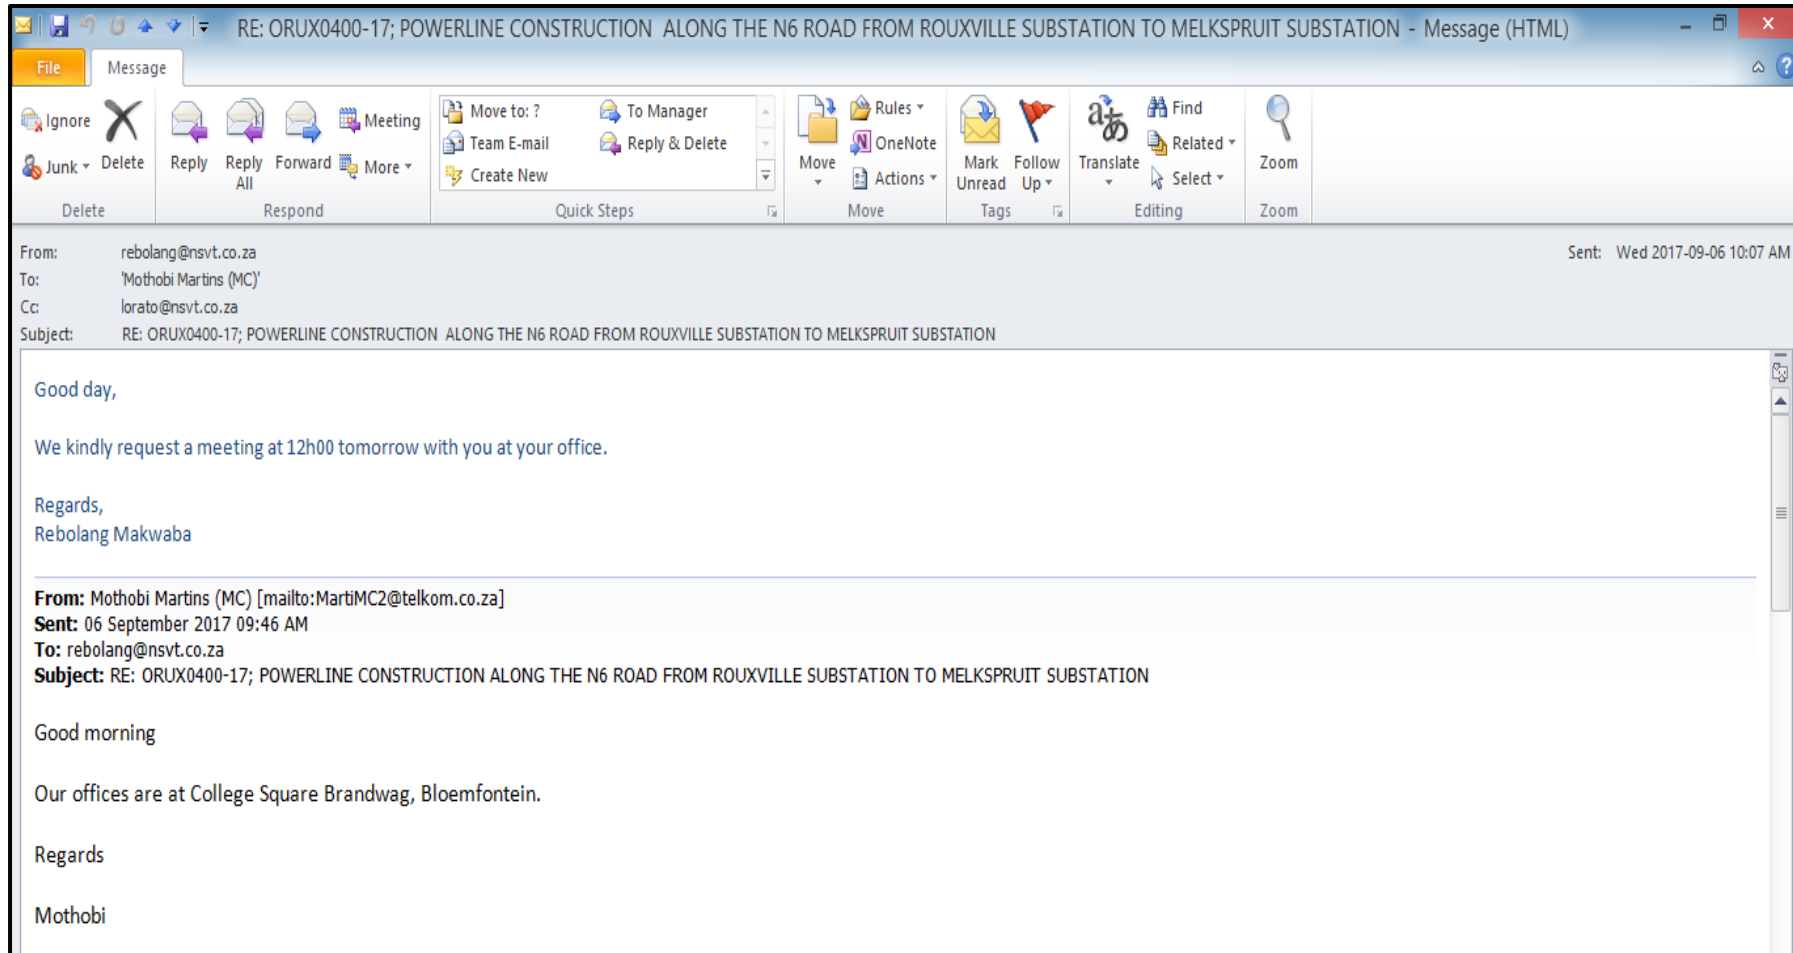 RE: ORUX0400-17; POWERLINE CONSTRUCTION  ALONG THE N6 ROAD FROM ROUXVILLE SUBSTATION TO MELKSPRUIT SUBSTATION - Message (HTML)
File Message
Ignore Delete Reply Reply All Forward Meeting Move to: ? To Manager Move Rules Mark Unread Follow Up Translate Find Zoom
Junk More Team E-mail Reply & Delete OneNote Related
Create New Actions Select
Delete Respond Quick Steps Move Tags Editing Zoom
From: rebolang@nsvt.co.za Sent: Wed 2017-09-06 10:07 AM
To: 'Mothobi Martins (MC)'
Cc: lorato@nsvt.co.za
Subject: RE: ORUX0400-17; POWERLINE CONSTRUCTION  ALONG THE N6 ROAD FROM ROUXVILLE SUBSTATION TO MELKSPRUIT SUBSTATION
Good day,
We kindly request a meeting at 12h00 tomorrow with you at your office.
Regards,
Rebolang Makwaba
From: Mothobi Martins (MC) [mailto:MartiMC2@telkom.co.za]
Sent: 06 September 2017 09:46 AM
To: rebolang@nsvt.co.za
Subject: RE: ORUX0400-17; POWERLINE CONSTRUCTION ALONG THE N6 ROAD FROM ROUXVILLE SUBSTATION TO MELKSPRUIT SUBSTATION
Good morning
Our offices are at College Square Brandwag, Bloemfontein.
Regards
Mothobi